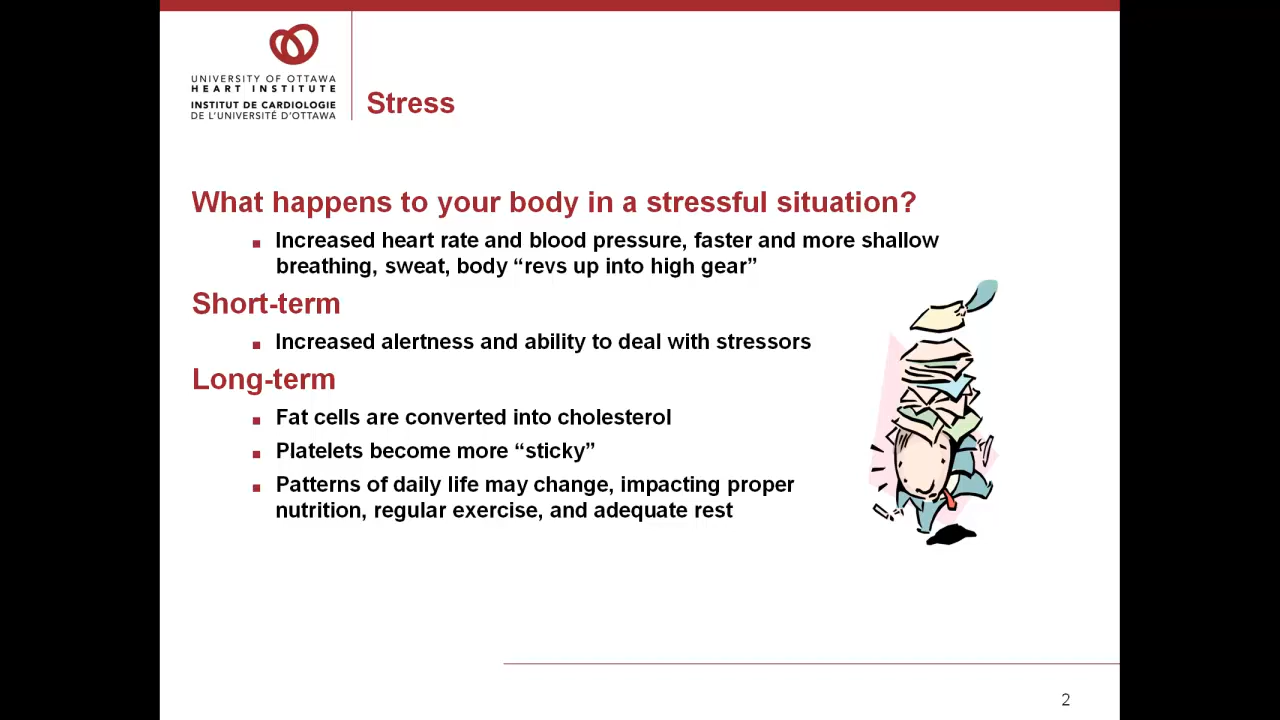 UNIVERSITY OF OTTAWA
HEART INSTITUTE
INSTITUT DE CARDIOLOGIE
DE L'UNIVERSITÉ D'OTTAWA
Stress
What happens to your body in a stressful situation?
Increased heart rate and blood pressure, faster and more shallow
breathing, sweat, body “revs up into high gear”
Short-term
Increased alertness and ability to deal with stressors
Long-term
Fat cells are converted into cholesterol
Platelets become more “sticky”
Patterns of daily life may change, impacting proper
nutrition, regular exercise, and adequate rest
2